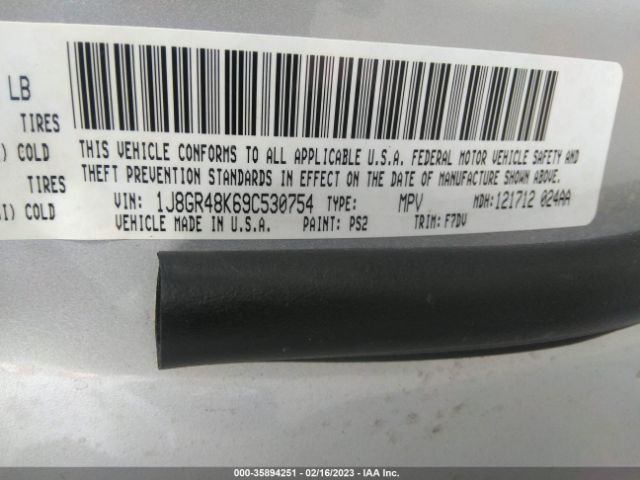 LB
TIRES
) COLD
TIRES
I) COLD
THIS VEHICLE CONFORMS TO ALL APPLICABLE U.S.A. FEDERAL MOTOR VEHICLE SAFETY AND
THEFT PREVENTION STANDARDS IN EFFECT ON THE DATE OF MANUFACTURE SHOWN ABOVE.
VIN: 1J8GR48K69C530754 TYPE: MPV MDH:121712 024AA
VEHICLE MADE IN U.S.A. PAINT: PS2 TRIM: F7DV
000-35894251 - 02/16/2023 - IAA Inc.